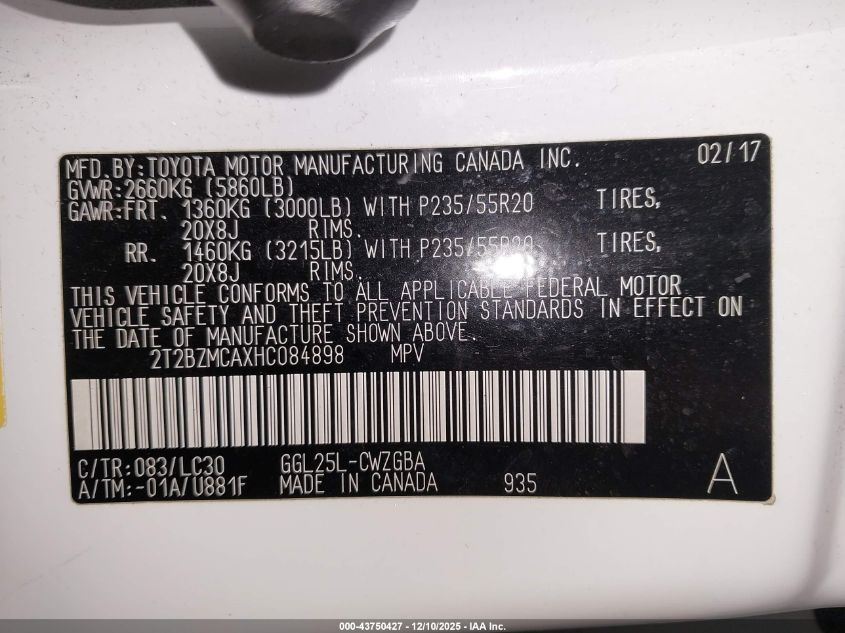 MFD. BY: TOYOTA MOTOR MANUFACTURING CANADA INC. 02/17
GVWR: 2660KG (5860LB)
GAWR: FRT. 1360KG (3000LB) WITH P235/55R20 TIRES,
20X8J RIMS.
RR. 1460KG (3215LB) WITH P235/55R20 TIRES,
20X8J RIMS.
THIS VEHICLE CONFORMS TO ALL APPLICABLE FEDERAL MOTOR
VEHICLE SAFETY AND THEFT PREVENTION STANDARDS IN EFFECT ON
THE DATE OF MANUFACTURE SHOWN ABOVE.
2T2BZMCAXHC084898 MPV
C/TR: 083/LC30 GGL25L-CWZGBA
A/TM: -01A/U881F MADE IN CANADA 935 A
000-43750427 - 12/10/2025 - IAA Inc.